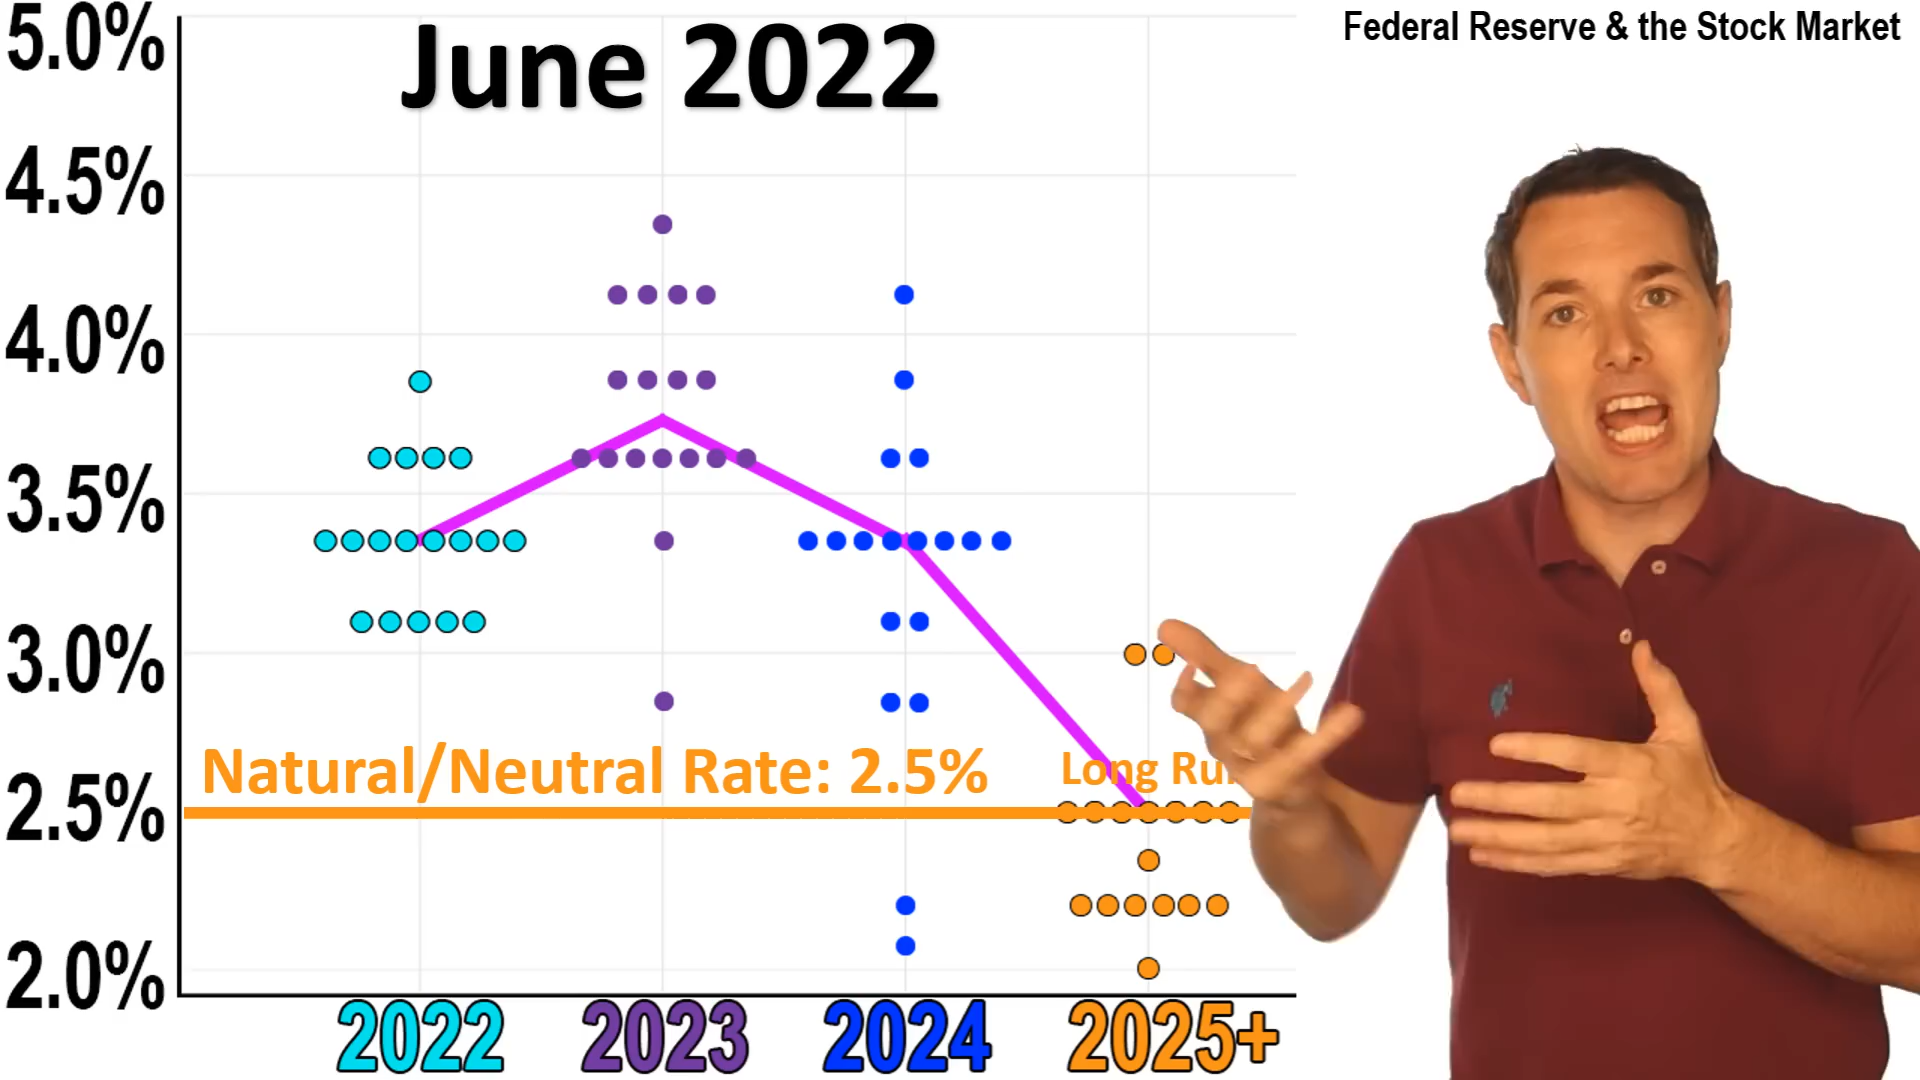 June 2022
Federal Reserve & the Stock Market
5.0%
4.5%
4.0%
3.5%
3.0%
2.5%
2.0%
Natural/Neutral Rate: 2.5%
Long
2022
2023
2024
2025+